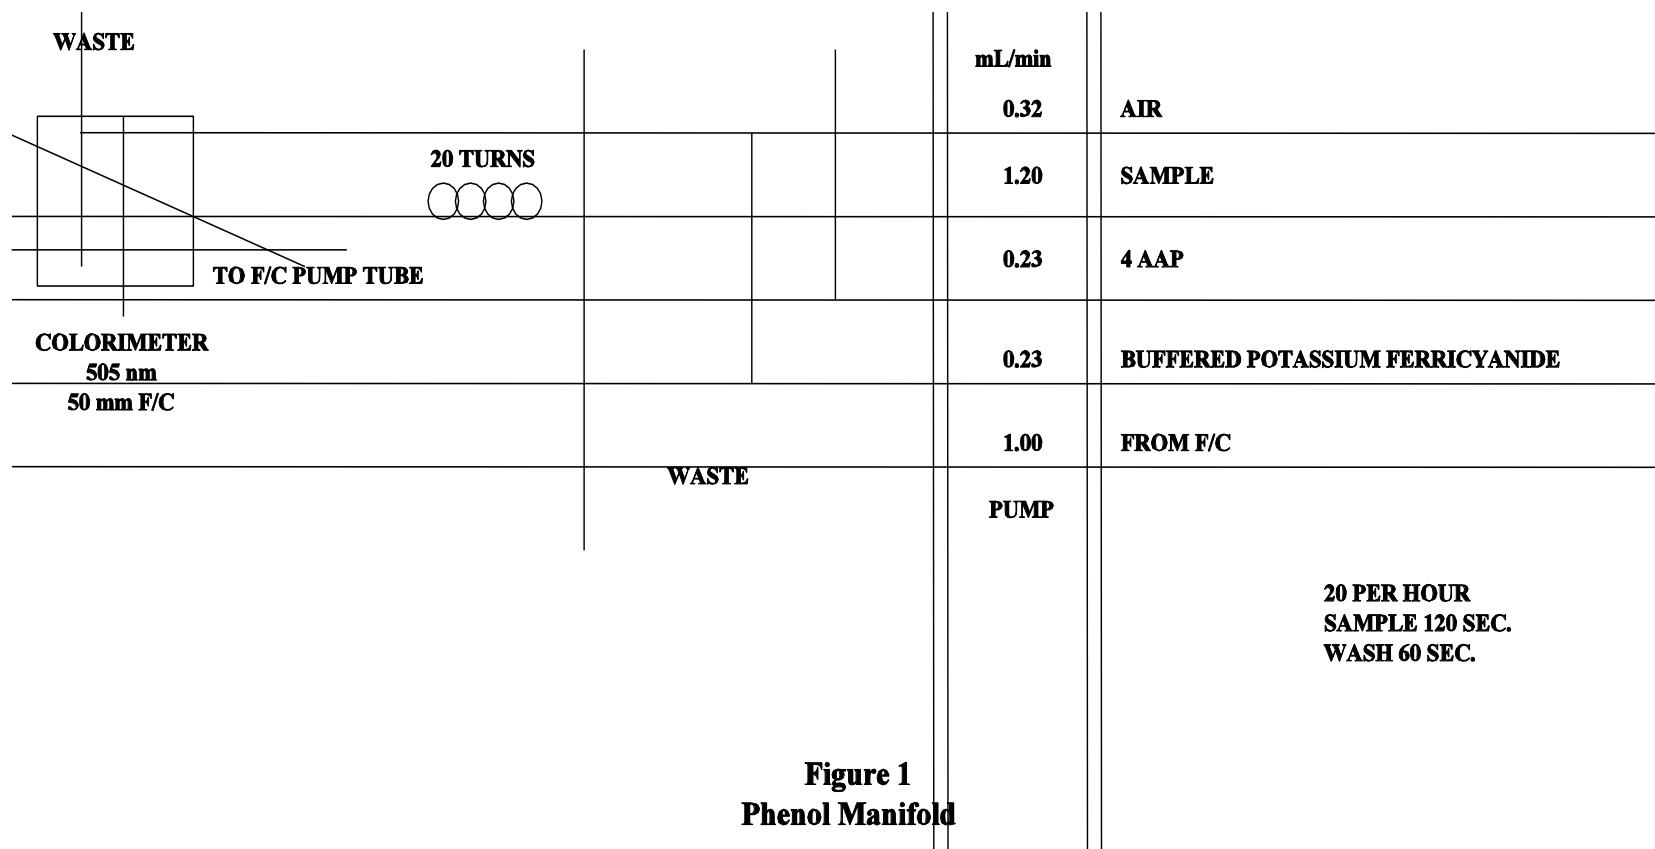 WASTE
mL/min
0.32 AIR
20 TURNS
1.20 SAMPLE
0.23 4 AAP
TO F/C PUMP TUBE
COLORIMETER
505 nm
50 mm F/C
0.23 BUFFERED POTASSIUM FERRICYANIDE
1.00 FROM F/C
WASTE
PUMP
20 PER HOUR
SAMPLE 120 SEC.
WASH 60 SEC.
Figure 1
Phenol Manifold